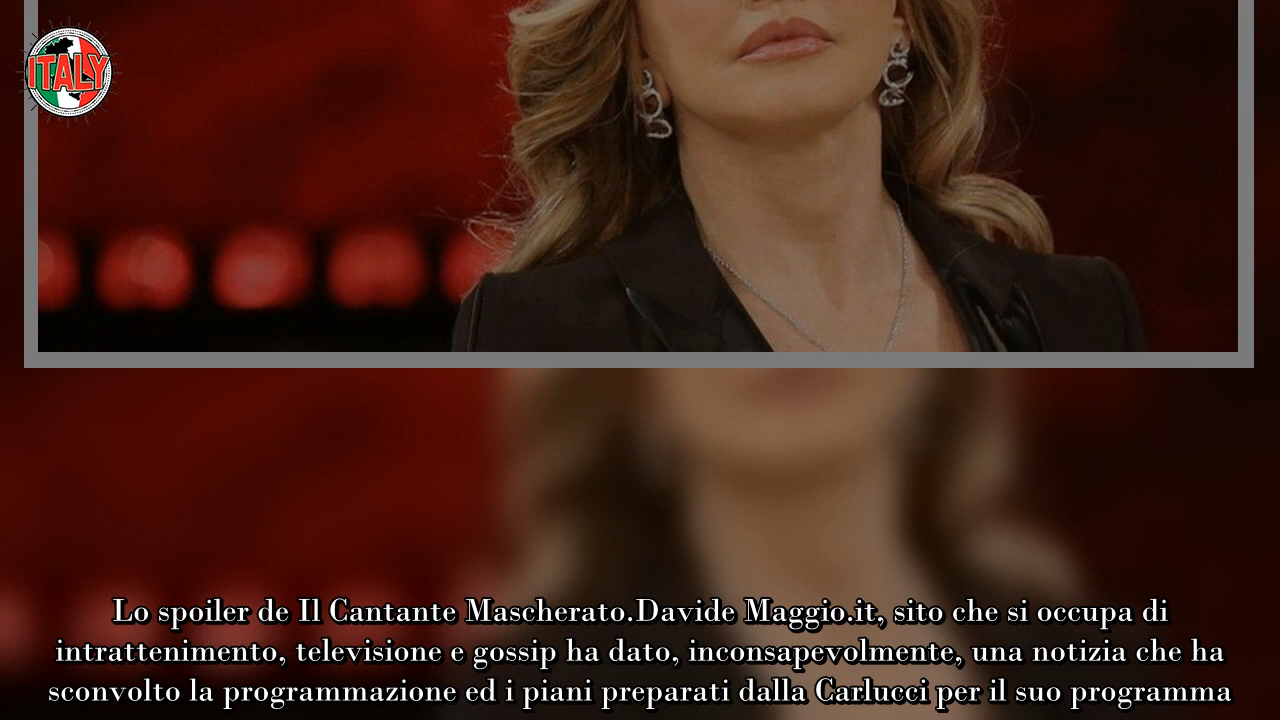 ITALY
Lo spoiler de Il Cantante Mascherato.Davide Maggio.it, sito che si occupa di
intrattenimento, televisione e gossip ha dato, inconsapevolmente, una notizia che ha
sconvolto la programmazione ed i piani preparati dalla Carlucci per il suo programma